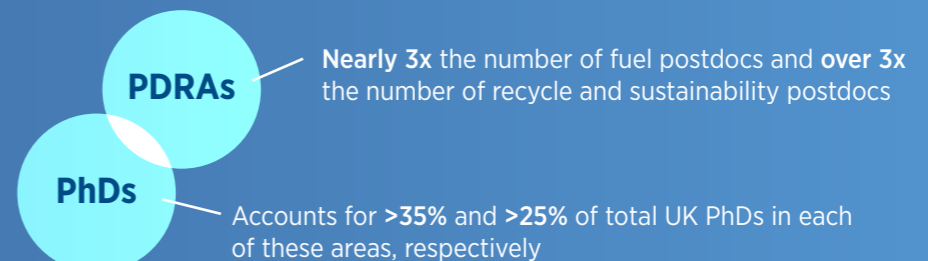 PDRAs
Nearly 3x the number of fuel postdocs and over 3x
the number of recycle and sustainability postdocs
PhDs
Accounts for >35% and >25% of total UK PhDs in each
of these areas, respectively